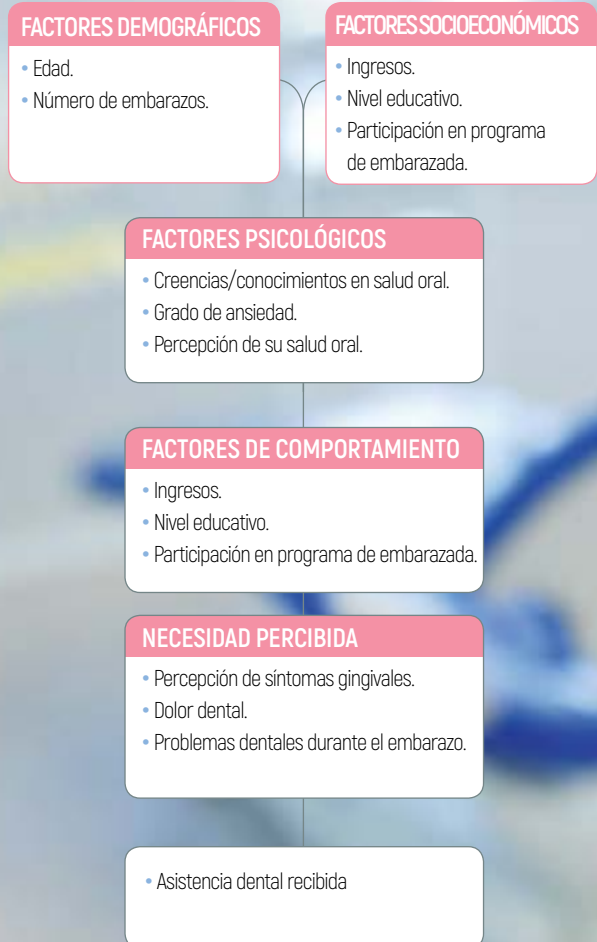 FACTORES DEMOGRÁFICOS
• Edad.
• Número de embarazos.
FACTORES SOCIOECONÓMICOS
• Ingresos.
• Nivel educativo.
• Participación en programa
de embarazada.
FACTORES PSICOLÓGICOS
• Creencias/conocimientos en salud oral.
• Grado de ansiedad.
• Percepción de su salud oral.
FACTORES DE COMPORTAMIENTO
• Ingresos.
• Nivel educativo.
• Participación en programa de embarazada.
NECESIDAD PERCIBIDA
• Percepción de síntomas gingivales.
• Dolor dental.
• Problemas dentales durante el embarazo.
• Asistencia dental recibida